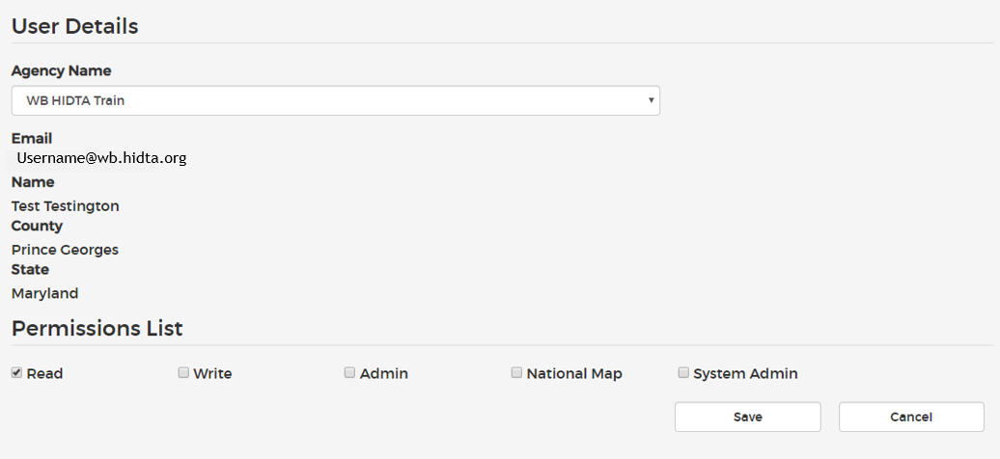 User Details
Agency Name
WB HIDTA Train
Email
Username@wb.hidta.org
Name
Test Testington
County
Prince Georges
State
Maryland
Permissions List
Read Write Admin National Map System Admin
Save Cancel